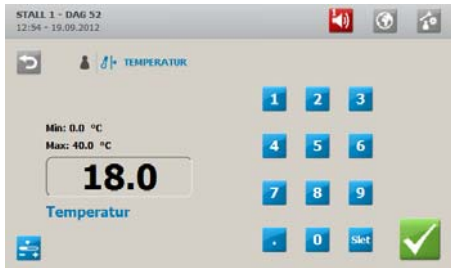 STALL 1 - DAG 52
12:54 - 19.09.2012
TEMPERATUR
1 2 3
Min: 0.0 °C
Max: 40.0 °C
4 5 6
18.0
7 8 9
Temperatur
. 0 Slet